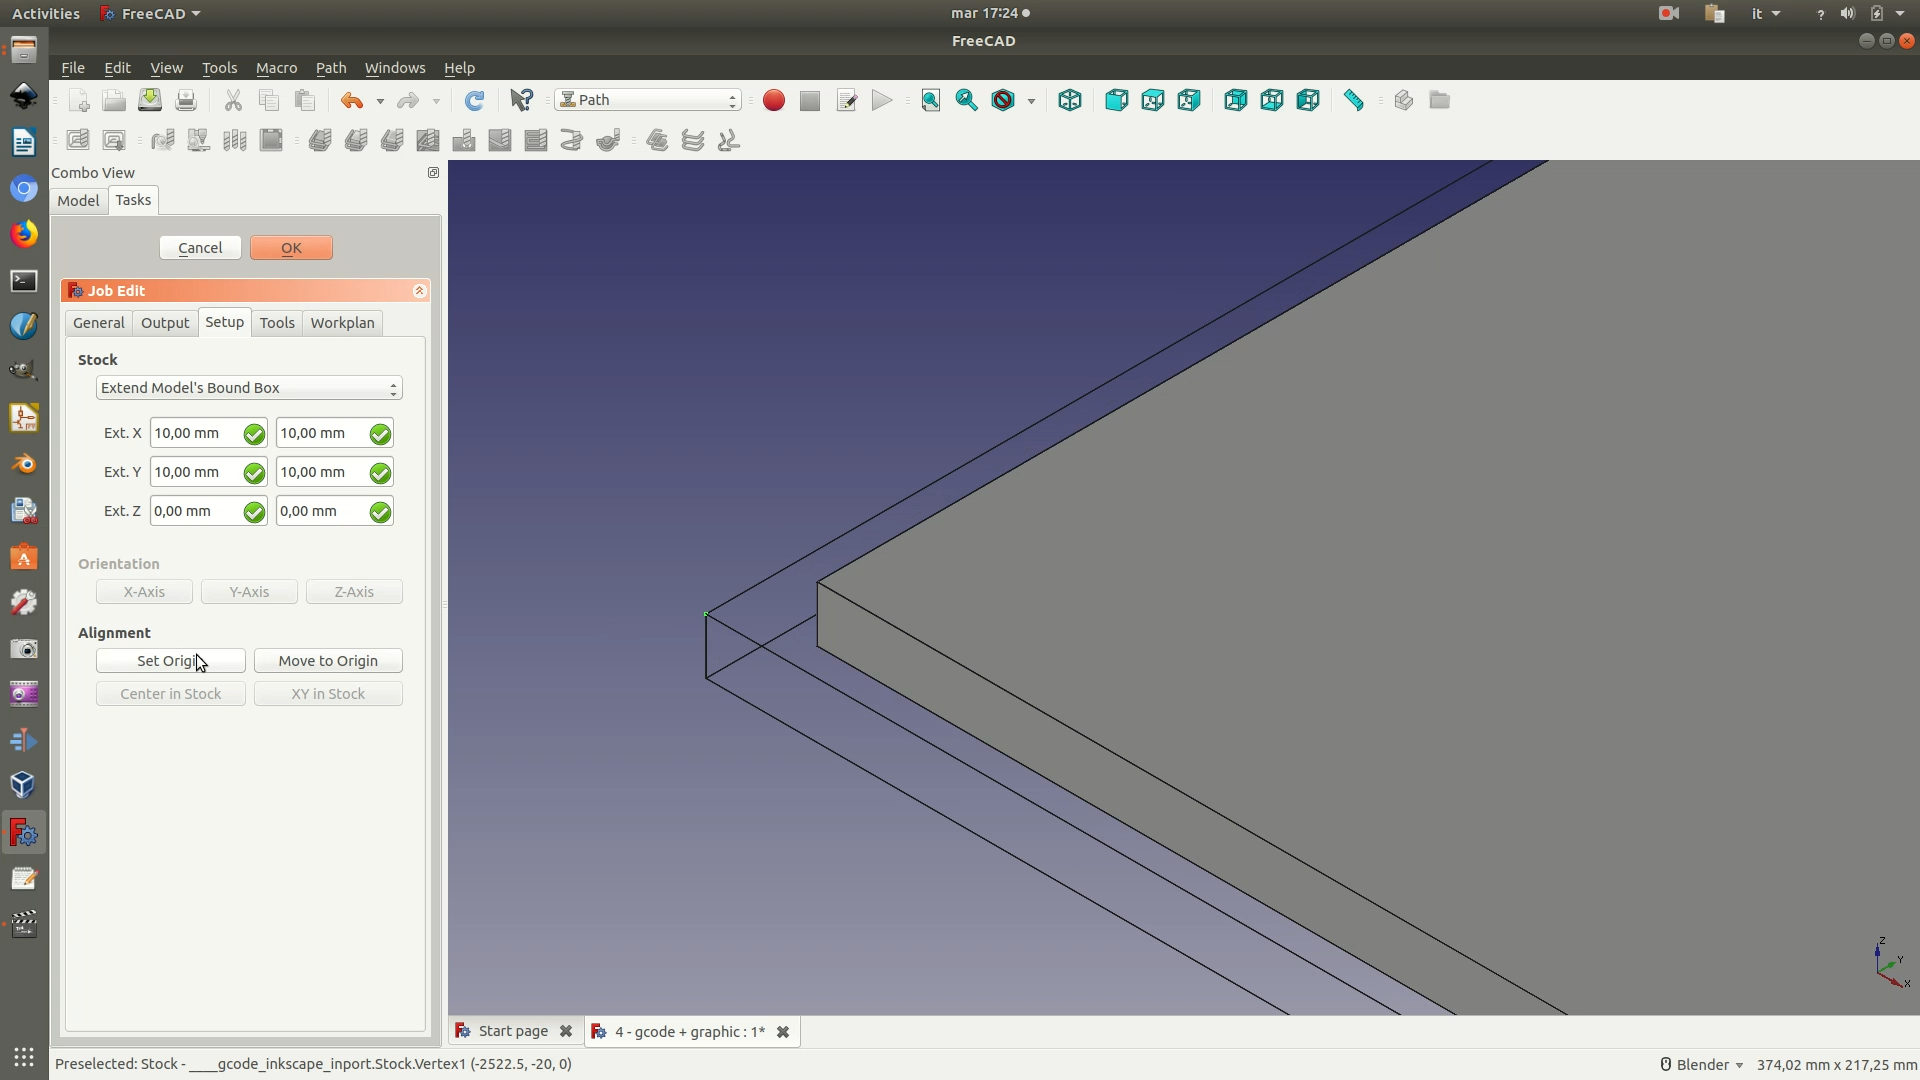 Activities FreeCAD mar 17:24 it ?
FreeCAD
File Edit View Tools Macro Path Windows Help
Path
Combo View
Model Tasks
Cancel OK
Job Edit
General Output Setup Tools Workplan
Stock
Extend Model's Bound Box
Ext. X 10,00 mm 10,00 mm
Ext. Y 10,00 mm 10,00 mm
Ext. Z 0,00 mm 0,00 mm
Orientation
X-Axis Y-Axis Z-Axis
Alignment
Set Origi Move to Origin
Center in Stock XY in Stock
Z
Y
X
Start page 4 - gcode + graphic : 1*
Preselected: Stock - ____gcode_inkscape_inport.Stock.Vertex1 (-2522.5, -20, 0) Blender 374,02 mm x 217,25 mm